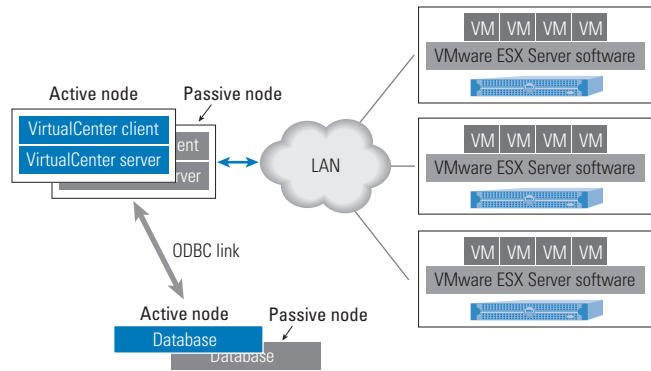 Active node
Passive node
VirtualCenter client
ent
VirtualCenter server
rver
ODBC link
Active node
Passive node
Database
Database
LAN
VM VM VM VM
VMware ESX Server software
VM VM VM VM
VMware ESX Server software
VM VM VM VM
VMware ESX Server software